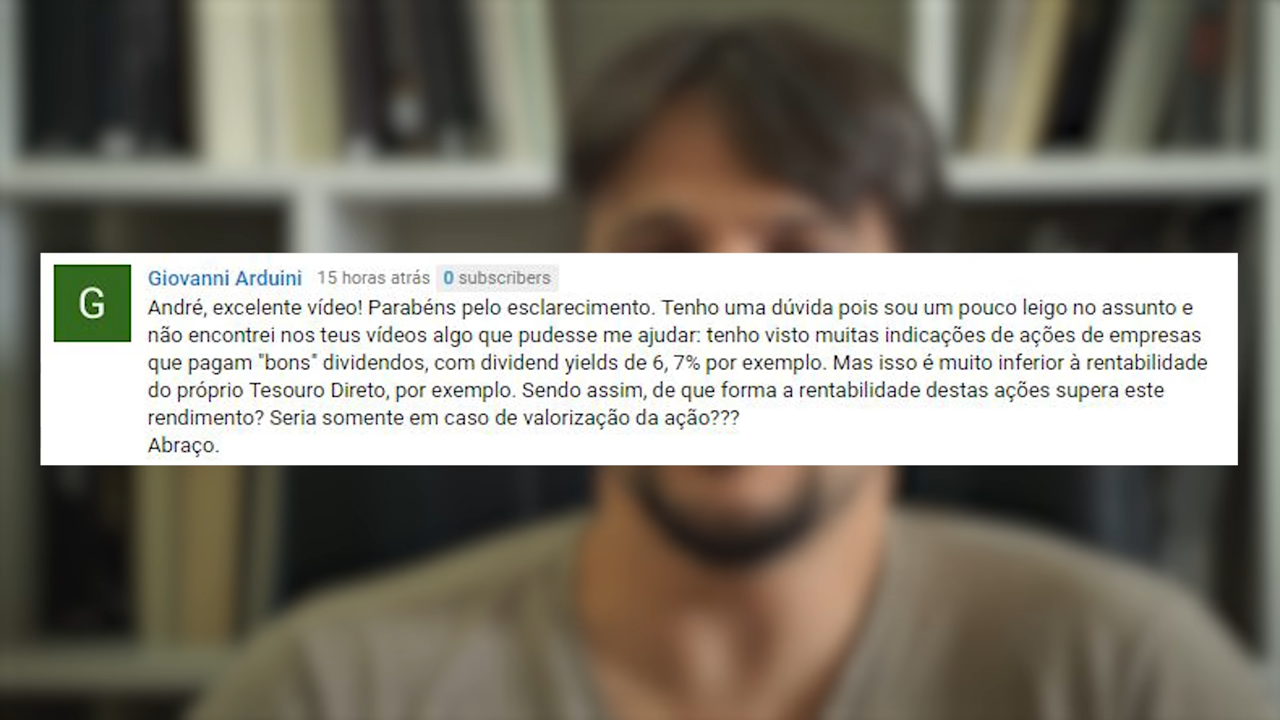 G
Giovanni Arduini 15 horas atrás 0 subscribers
André, excelente vídeo! Parabéns pelo esclarecimento. Tenho uma dúvida pois sou um pouco leigo no assunto e
não encontrei nos teus vídeos algo que pudesse me ajudar: tenho visto muitas indicações de ações de empresas
que pagam "bons" dividendos, com dividend yields de 6, 7% por exemplo. Mas isso é muito inferior à rentabilidade
do próprio Tesouro Direto, por exemplo. Sendo assim, de que forma a rentabilidade destas ações supera este
rendimento? Seria somente em caso de valorização da ação???
Abraço.